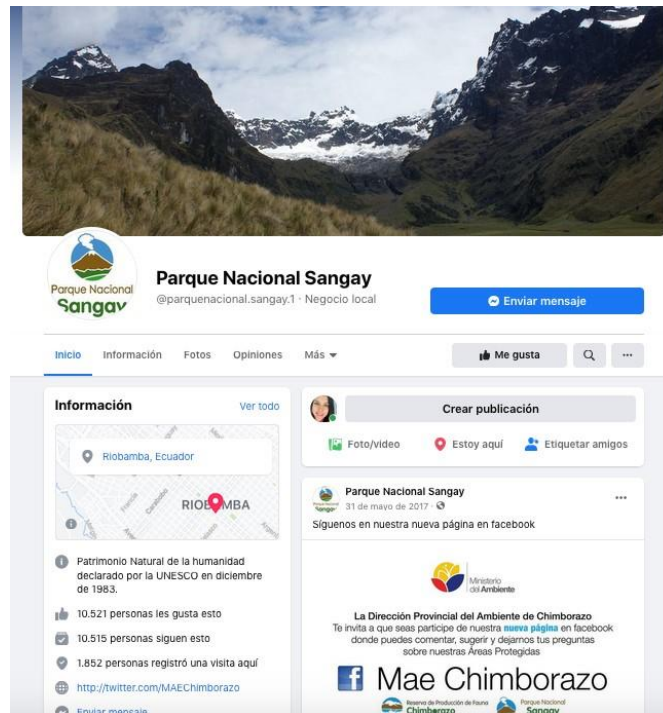 Parque Nacional
Sangay
Parque Nacional Sangay
@parquenacional.sangay.1 · Negocio local
Enviar mensaje
Inicio Información Fotos Opiniones Más
Me gusta
Información Ver todo
Riobamba, Ecuador
RIOBAMBA
Patrimonio Natural de la humanidad
declarado por la UNESCO en diciembre
de 1983.
10.521 personas les gusta esto
10.515 personas siguen esto
1.852 personas registró una visita aquí
http://twitter.com/MAEChimborazo
Enviar mensaje
Crear publicación
Foto/video Estoy aquí Etiquetar amigos
Parque Nacional Sangay
31 de mayo de 2017 ·
Síguenos en nuestra nueva página en facebook
Ministerio
del Ambiente
La Dirección Provincial del Ambiente de Chimborazo
Te invita a que seas participe de nuestra nueva página en facebook
donde puedes comentar, sugerir y dejarnos tus preguntas
sobre nuestras Áreas Protegidas
Mae Chimborazo
Reserva de Producción de Fauna
Chimborazo
Parque Nacional
Sangay